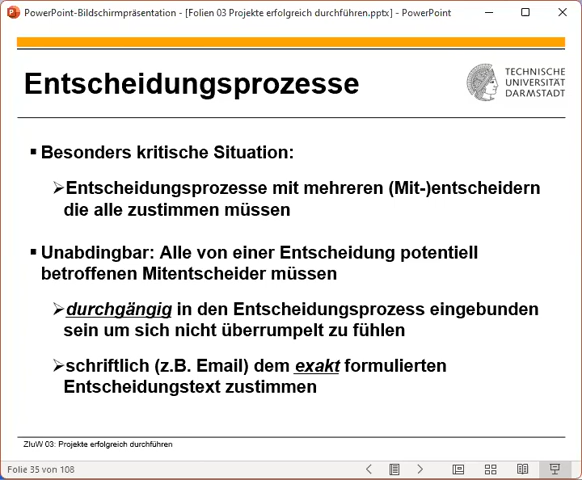 PowerPoint-Bildschirmpräsentation - [Folien 03 Projekte erfolgreich durchführen.pptx] - PowerPoint
Entscheidungsprozesse
TECHNISCHE
UNIVERSITÄT
DARMSTADT
▪ Besonders kritische Situation:
➢Entscheidungsprozesse mit mehreren (Mit-)entscheidern
die alle zustimmen müssen
▪ Unabdingbar: Alle von einer Entscheidung potentiell
betroffenen Mitentscheider müssen
➢durchgängig in den Entscheidungsprozess eingebunden
sein um sich nicht überrumpelt zu fühlen
➢schriftlich (z.B. Email) dem exakt formulierten
Entscheidungstext zustimmen
ZIuW 03: Projekte erfolgreich durchführen
Folie 35 von 108